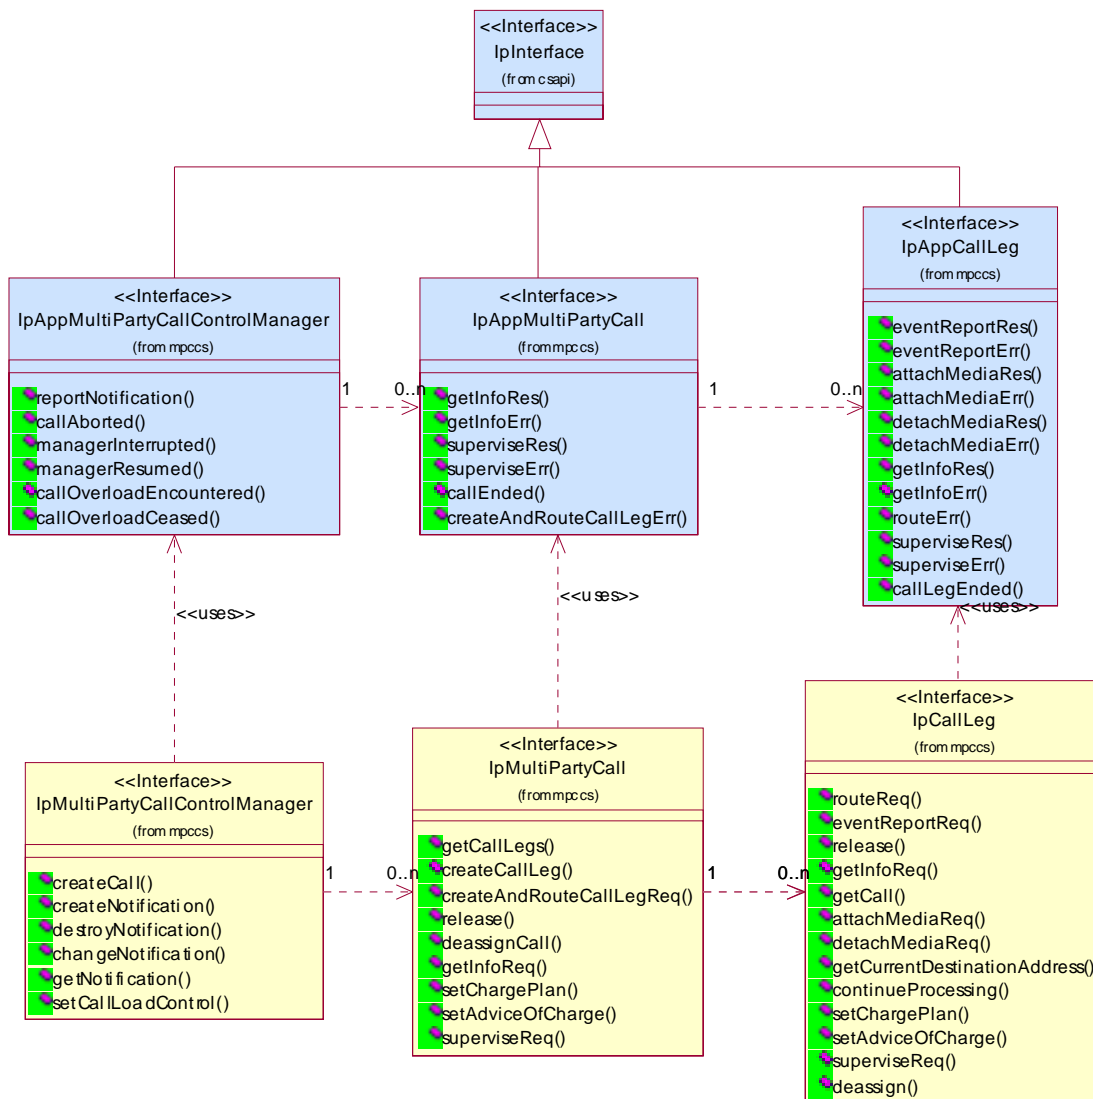 <<Interface>>
IpInterface
(from csapi)
<<Interface>>
IpAppCallLeg
(from mpccs)
eventReportRes()
eventReportErr()
attachMediaRes()
attachMediaErr()
detachMediaRes()
detachMediaErr()
getInfoRes()
getInfoErr()
routeErr()
superviseRes()
superviseErr()
callLegEnded()
<<Interface>>
IpAppMultiPartyCallControlManager
(from mpccs)
reportNotification()
callAborted()
managerInterrupted()
managerResumed()
callOverloadEncountered()
callOverloadCeased()
1
0..n
<<Interface>>
IpAppMultiPartyCall
(from mpccs)
getInfoRes()
getInfoErr()
superviseRes()
superviseErr()
callEnded()
createAndRouteCallLegErr()
1
0..n
<<uses>>
<<uses>>
<<uses>>
<<Interface>>
IpMultiPartyCallControlManager
(from mpccs)
createCall()
createNotification()
destroyNotification()
changeNotification()
getNotification()
setCallLoadControl()
1
0..n
<<Interface>>
IpMultiPartyCall
(from mpccs)
getCallLegs()
createCallLeg()
createAndRouteCallLegReq()
release()
deassignCall()
getInfoReq()
setChargePlan()
setAdviceOfCharge()
superviseReq()
1
0..n
<<Interface>>
IpCallLeg
(from mpccs)
routeReq()
eventReportReq()
release()
getInfoReq()
getCall()
attachMediaReq()
detachMediaReq()
getCurrentDestinationAddress()
continueProcessing()
setChargePlan()
setAdviceOfCharge()
superviseReq()
deassign()